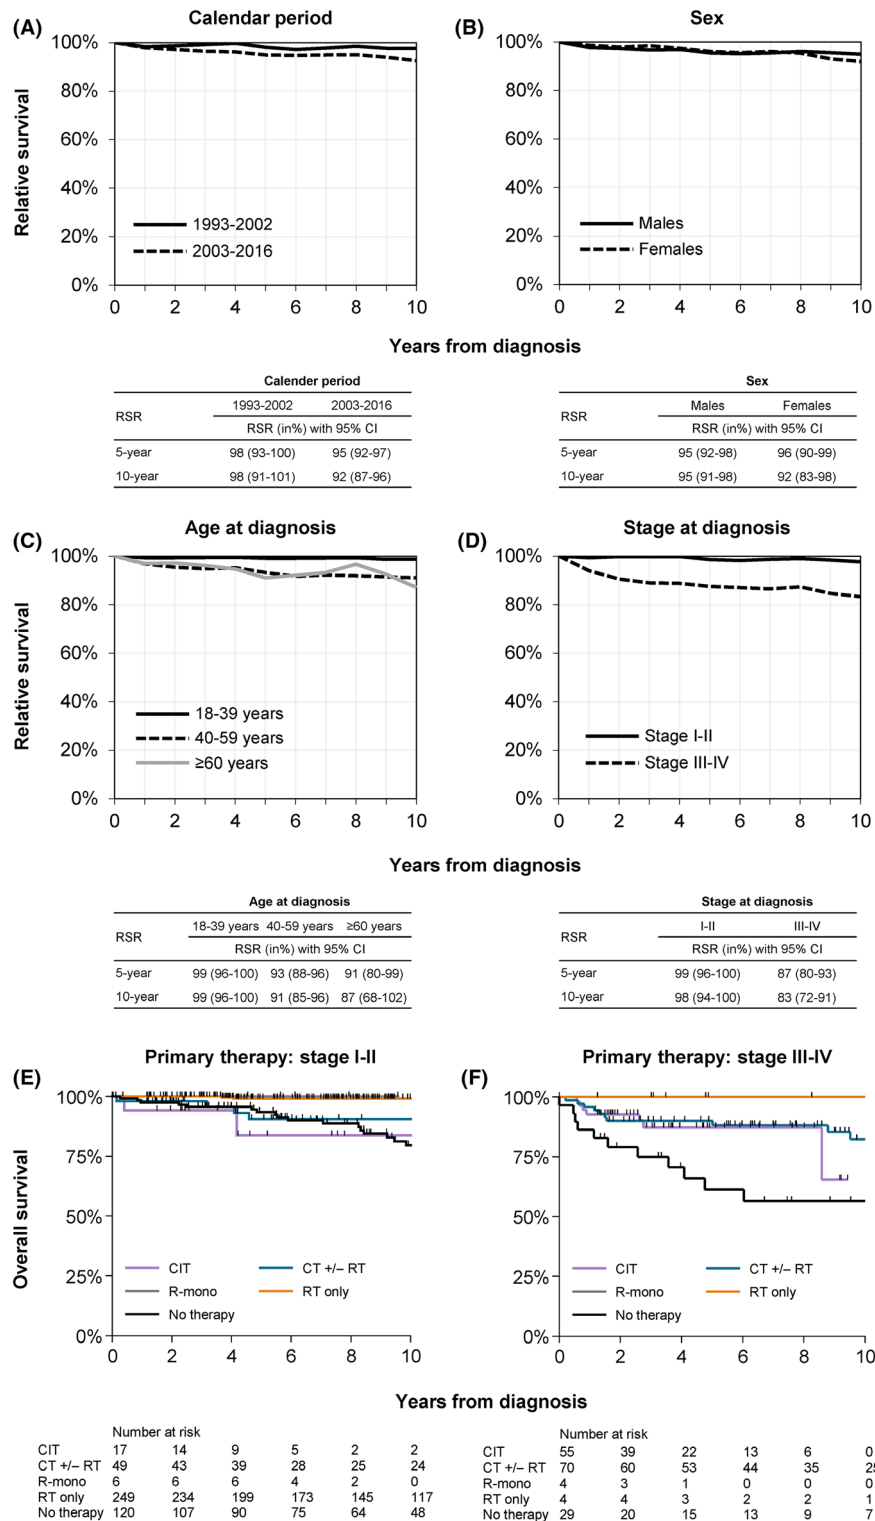 (A) Calendar period
Relative survival
100%
80%
60%
40%
20%
0%
1993-2002
2003-2016
0 2 4 6 8 10
(B) Sex
100%
80%
60%
40%
20%
0%
Males
Females
0 2 4 6 8 10
Years from diagnosis
Calender period
RSR 1993-2002 2003-2016
RSR (in%) with 95% CI
5-year 98 (93-100) 95 (92-97)
10-year 98 (91-101) 92 (87-96)
Sex
RSR Males Females
RSR (in%) with 95% CI
5-year 95 (92-98) 96 (90-99)
10-year 95 (91-98) 92 (83-98)
(C) Age at diagnosis
Relative survival
100%
80%
60%
40%
20%
0%
18-39 years
40-59 years
≥60 years
0 2 4 6 8 10
(D) Stage at diagnosis
100%
80%
60%
40%
20%
0%
Stage I-II
Stage III-IV
0 2 4 6 8 10
Years from diagnosis
Age at diagnosis
RSR 18-39 years 40-59 years ≥60 years
RSR (in%) with 95% CI
5-year 99 (96-100) 93 (88-96) 91 (80-99)
10-year 99 (96-100) 91 (85-96) 87 (68-102)
Stage at diagnosis
RSR I-II III-IV
RSR (in%) with 95% CI
5-year 99 (96-100) 87 (80-93)
10-year 98 (94-100) 83 (72-91)
(E) Primary therapy: stage I-II
Overall survival
100%
75%
50%
25%
0%
CIT CT +/− RT
R-mono RT only
No therapy
0 2 4 6 8 10
(F) Primary therapy: stage III-IV
100%
75%
50%
25%
0%
CIT CT +/− RT
R-mono RT only
No therapy
0 2 4 6 8 10
Years from diagnosis
Number at risk
CIT 17 14 9 5 2 2
CT +/− RT 49 43 39 28 25 24
R-mono 6 6 6 4 2 0
RT only 249 234 199 173 145 117
No therapy 120 107 90 75 64 48
Number at risk
CIT 55 39 22 13 6 0
CT +/− RT 70 60 53 44 35 25
R-mono 4 3 1 0 0 0
RT only 4 4 3 2 2 1
No therapy 29 20 15 13 9 7